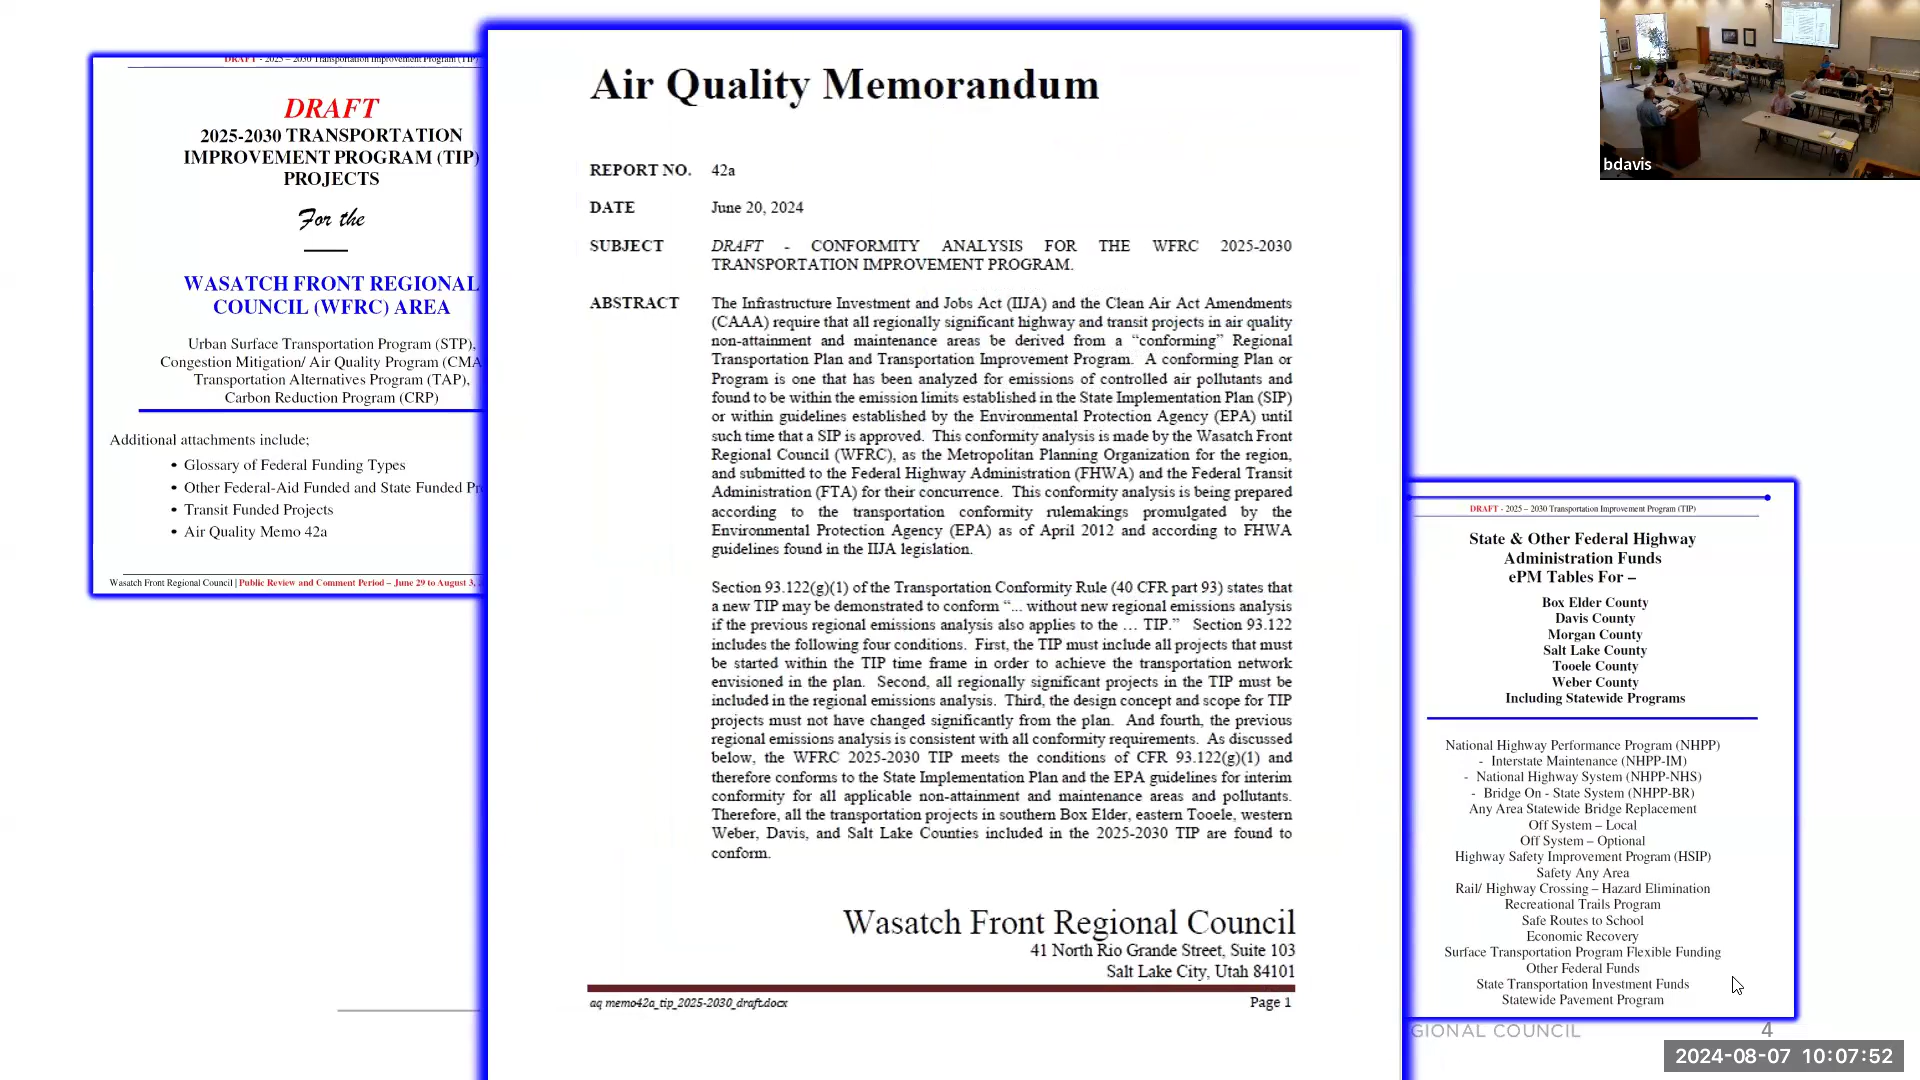 DRAFT - 2025 – 2030 Transportation Improvement Program (TIP)
DRAFT
2025-2030 TRANSPORTATION
IMPROVEMENT PROGRAM (TIP)
PROJECTS
For the
WASATCH FRONT REGIONAL
COUNCIL (WFRC) AREA
Urban Surface Transportation Program (STP),
Congestion Mitigation/ Air Quality Program (CMA
Transportation Alternatives Program (TAP),
Carbon Reduction Program (CRP)
Additional attachments include;
• Glossary of Federal Funding Types
• Other Federal-Aid Funded and State Funded Pr
• Transit Funded Projects
• Air Quality Memo 42a
Wasatch Front Regional Council | Public Review and Comment Period – June 29 to August 3,
Air Quality Memorandum
REPORT NO. 42a
DATE June 20, 2024
SUBJECT DRAFT - CONFORMITY ANALYSIS FOR THE WFRC 2025-2030
TRANSPORTATION IMPROVEMENT PROGRAM.
ABSTRACT The Infrastructure Investment and Jobs Act (IIJA) and the Clean Air Act Amendments
(CAAA) require that all regionally significant highway and transit projects in air quality
non-attainment and maintenance areas be derived from a “conforming” Regional
Transportation Plan and Transportation Improvement Program. A conforming Plan or
Program is one that has been analyzed for emissions of controlled air pollutants and
found to be within the emission limits established in the State Implementation Plan (SIP)
or within guidelines established by the Environmental Protection Agency (EPA) until
such time that a SIP is approved. This conformity analysis is made by the Wasatch Front
Regional Council (WFRC), as the Metropolitan Planning Organization for the region,
and submitted to the Federal Highway Administration (FHWA) and the Federal Transit
Administration (FTA) for their concurrence. This conformity analysis is being prepared
according to the transportation conformity rulemakings promulgated by the
Environmental Protection Agency (EPA) as of April 2012 and according to FHWA
guidelines found in the IIJA legislation.
Section 93.122(g)(1) of the Transportation Conformity Rule (40 CFR part 93) states that
a new TIP may be demonstrated to conform “... without new regional emissions analysis
if the previous regional emissions analysis also applies to the … TIP.” Section 93.122
includes the following four conditions. First, the TIP must include all projects that must
be started within the TIP time frame in order to achieve the transportation network
envisioned in the plan. Second, all regionally significant projects in the TIP must be
included in the regional emissions analysis. Third, the design concept and scope for TIP
projects must not have changed significantly from the plan. And fourth, the previous
regional emissions analysis is consistent with all conformity requirements. As discussed
below, the WFRC 2025-2030 TIP meets the conditions of CFR 93.122(g)(1) and
therefore conforms to the State Implementation Plan and the EPA guidelines for interim
conformity for all applicable non-attainment and maintenance areas and pollutants.
Therefore, all the transportation projects in southern Box Elder, eastern Tooele, western
Weber, Davis, and Salt Lake Counties included in the 2025-2030 TIP are found to
conform.
Wasatch Front Regional Council
41 North Rio Grande Street, Suite 103
Salt Lake City, Utah 84101
aq memo42a_tip_2025-2030_draft.docx Page 1
bdavis
DRAFT - 2025 – 2030 Transportation Improvement Program (TIP)
State & Other Federal Highway
Administration Funds
ePM Tables For –
Box Elder County
Davis County
Morgan County
Salt Lake County
Tooele County
Weber County
Including Statewide Programs
National Highway Performance Program (NHPP)
- Interstate Maintenance (NHPP-IM)
- National Highway System (NHPP-NHS)
- Bridge On - State System (NHPP-BR)
Any Area Statewide Bridge Replacement
Off System – Local
Off System – Optional
Highway Safety Improvement Program (HSIP)
Safety Any Area
Rail/ Highway Crossing – Hazard Elimination
Recreational Trails Program
Safe Routes to School
Economic Recovery
Surface Transportation Program Flexible Funding
Other Federal Funds
State Transportation Investment Funds
Statewide Pavement Program
GIONAL COUNCIL 4
2024-08-07 10:07:52